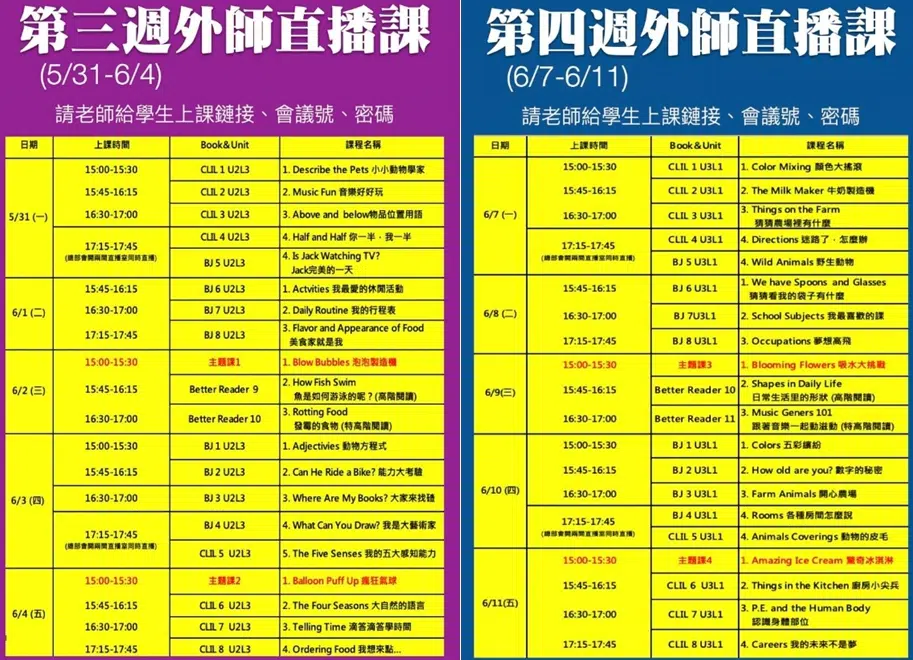 第三週外師直播課
(5/31-6/4)
請老師給學生上課鏈接、會議號、密碼
日期 上課時間 Book&Unit 課程名稱
5/31 (一)
15:00-15:30 CLIL 1 U2L3 1. Describe the Pets 小小動物學家
15:45-16:15 CLIL 2 U2L3 2. Music Fun 音樂好好玩
16:30-17:00 CLIL 3 U2L3 3. Above and below物品位置用語
17:15-17:45
(總部會開兩間直播室同時直播)
CLIL 4 U2L3 4. Half and Half 你一半，我一半
BJ 5 U2L3 4. Is Jack Watching TV?
Jack完美的一天
6/1 (二)
15:45-16:15 BJ 6 U2L3 1. Actvities 我最愛的休閒活動
16:30-17:00 BJ 7 U2L3 2. Daily Routine 我的行程表
17:15-17:45 BJ 8 U2L3 3. Flavor and Appearance of Food
美食家就是我
6/2 (三)
15:00-15:30 主題課1 1. Blow Bubbles 泡泡製造機
15:45-16:15 Better Reader 9 2. How Fish Swim
魚是如何游泳的呢？(高階閱讀)
16:30-17:00 Better Reader 10 3. Rotting Food
發霉的食物 (特高階閱讀)
6/3 (四)
15:00-15:30 BJ 1 U2L3 1. Adjectivies 動物方程式
15:45-16:15 BJ 2 U2L3 2. Can He Ride a Bike? 能力大考驗
16:30-17:00 BJ 3 U2L3 3. Where Are My Books? 大家來找碴
17:15-17:45
(總部會開兩間直播室同時直播)
BJ 4 U2L3 4. What Can You Draw? 我是大藝術家
CLIL 5 U2L3 5. The Five Senses 我的五大感知能力
6/4 (五)
15:00-15:30 主題課2 1. Balloon Puff Up 瘋狂氣球
15:45-16:15 CLIL 6 U2L3 2. The Four Seasons 大自然的語言
16:30-17:00 CLIL 7 U2L3 3. Telling Time 滴答滴答學時間
17:15-17:45 CLIL 8 U2L3 4. Ordering Food 我想來點...
第四週外師直播課
(6/7-6/11)
請老師給學生上課鏈接、會議號、密碼
日期 上課時間 Book&Unit 課程名稱
6/7 (一)
15:00-15:30 CLIL 1 U3L1 1. Color Mixing 顏色大搖滾
15:45-16:15 CLIL 2 U3L1 2. The Milk Maker 牛奶製造機
16:30-17:00 CLIL 3 U3L1 3. Things on the Farm
猜猜農場裡有什麼
17:15-17:45
(總部會開兩間直播室同時直播)
CLIL 4 U3L1 4. Directions 迷路了，怎麼辦
BJ 5 U3L1 4. Wild Animals 野生動物
6/8 (二)
15:45-16:15 BJ 6 U3L1 1. We have Spoons and Glasses
猜猜看我的袋子有什麼
16:30-17:00 BJ 7U3L1 2. School Subjects 我最喜歡的課
17:15-17:45 BJ 8 U3L1 3. Occupations 夢想高飛
6/9(三)
15:00-15:30 主題課3 1. Blooming Flowers 吸水大挑戰
15:45-16:15 Better Reader 10 2. Shapes in Daily Life
日常生活裡的形狀 (高階閱讀)
16:30-17:00 Better Reader 11 3. Music Geners 101
跟著音樂一起動滋動 (特高階閱讀)
6/10 (四)
15:00-15:30 BJ 1 U3L1 1. Colors 五彩繽紛
15:45-16:15 BJ 2 U3L1 2. How old are you? 數字的秘密
16:30-17:00 BJ 3 U3L1 3. Farm Animals 開心農場
17:15-17:45
(總部會開兩間直播室同時直播)
BJ 4 U3L1 4. Rooms 各種房間怎麼說
CLIL 5 U3L1 4. Animals Coverings 動物的皮毛
6/11(五)
15:00-15:30 主題課4 1. Amazing Ice Cream 驚奇冰淇淋
15:45-16:15 CLIL 6 U3L1 2. Things in the Kitchen 廚房小尖兵
16:30-17:00 CLIL 7 U3L1 3. P.E. and the Human Body
認識身體部位
17:15-17:45 CLIL 8 U3L1 4. Careers 我的未來不是夢